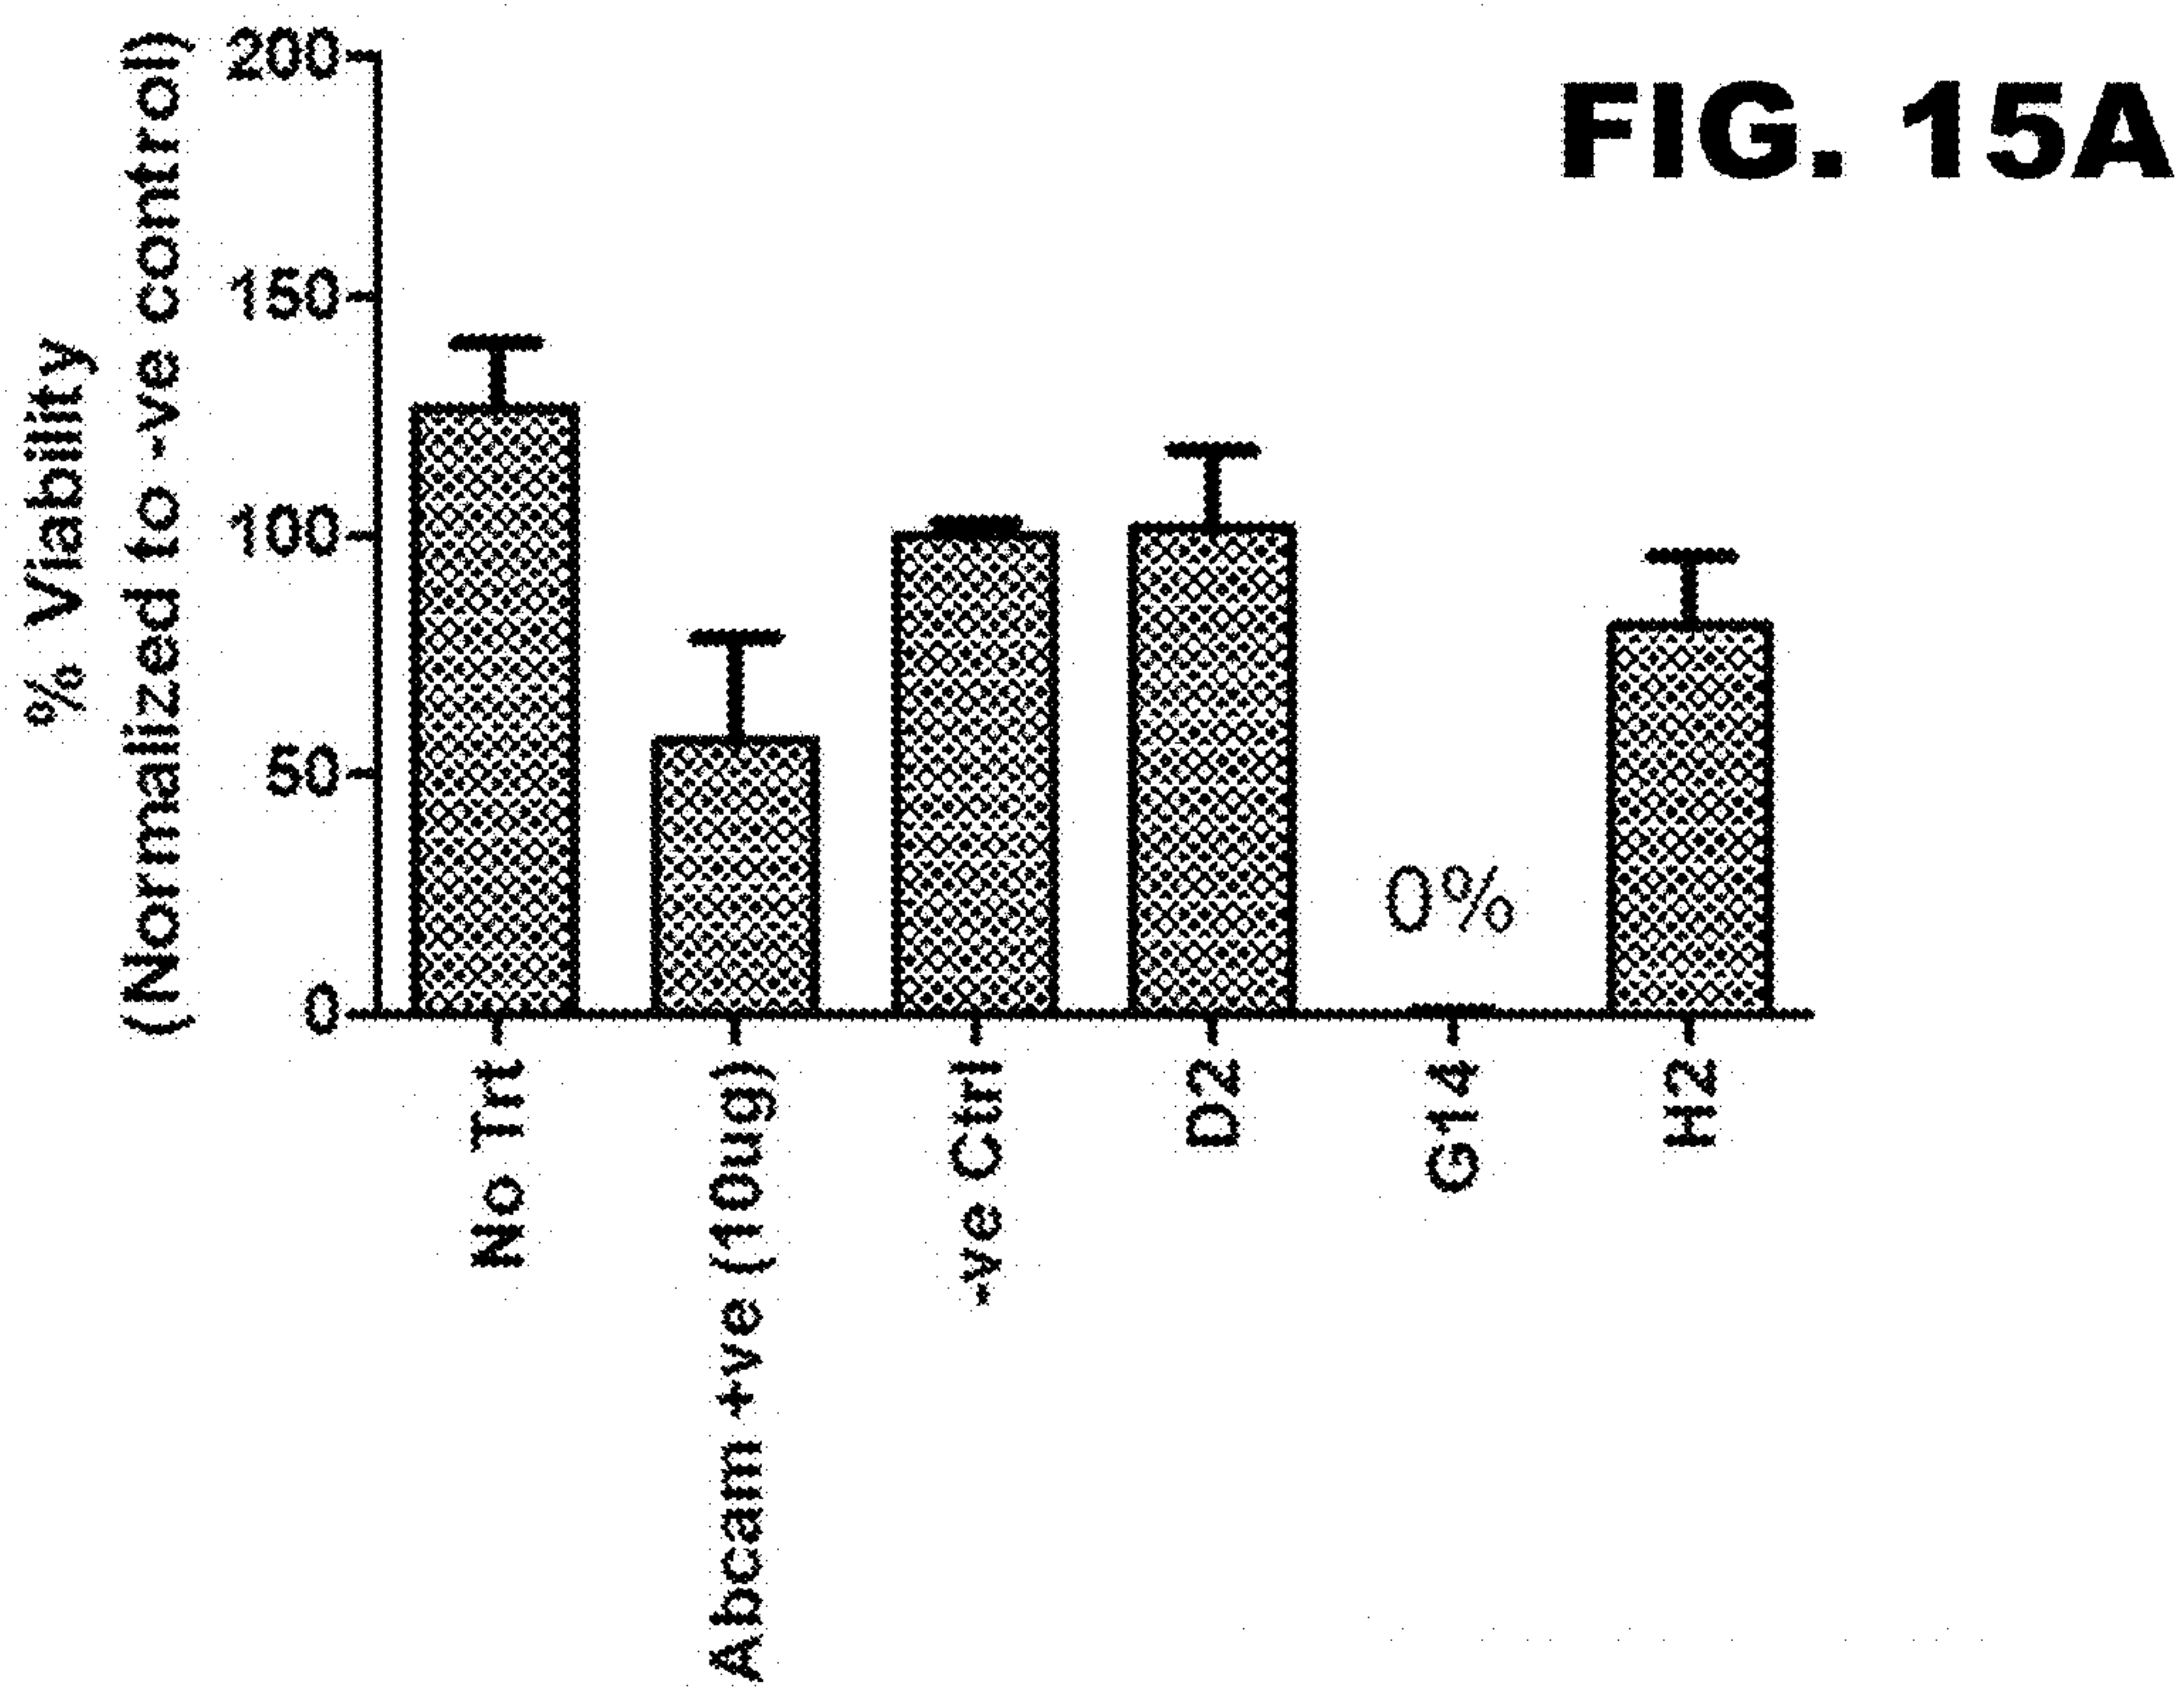 FIG. 15A
% Viability
(Normalized to -ve control)
200
150
100
50
0
0%
No Trt
Abcam +ve (10ug)
-ve Ctrl
D2
G14
H2